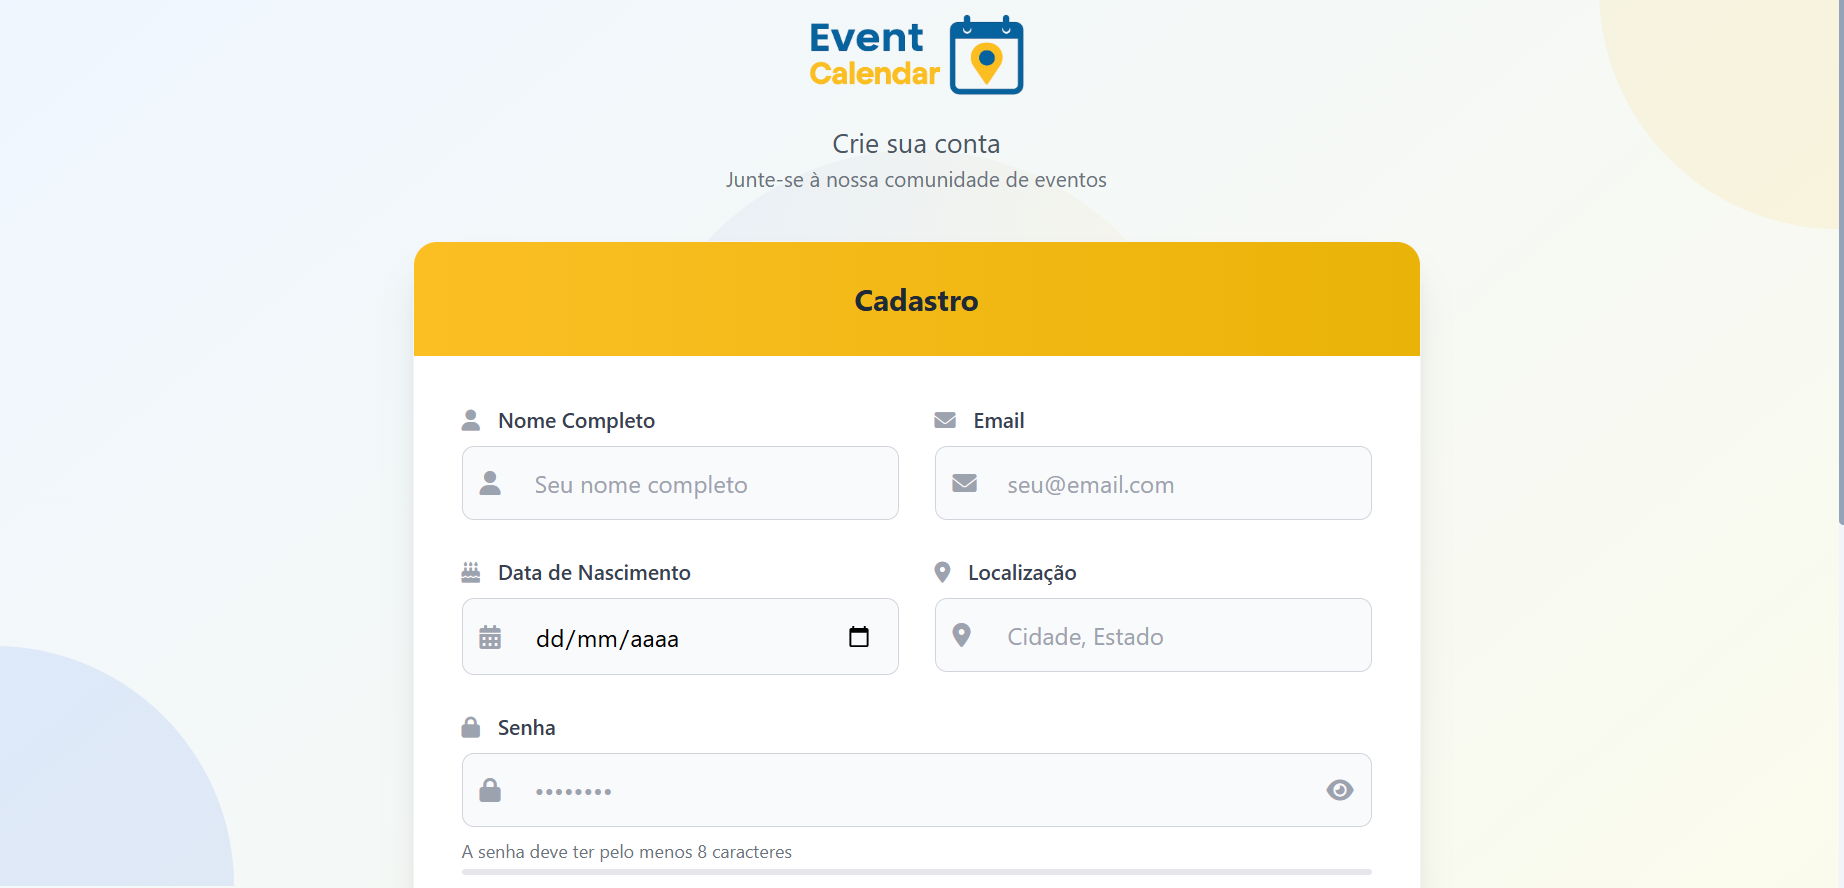 Event
Calendar
Crie sua conta
Junte-se à nossa comunidade de eventos
Cadastro
Nome Completo
Email
Seu nome completo
seu@email.com
Data de Nascimento
Localização
dd/mm/aaaa
Cidade, Estado
Senha
••••••••
A senha deve ter pelo menos 8 caracteres